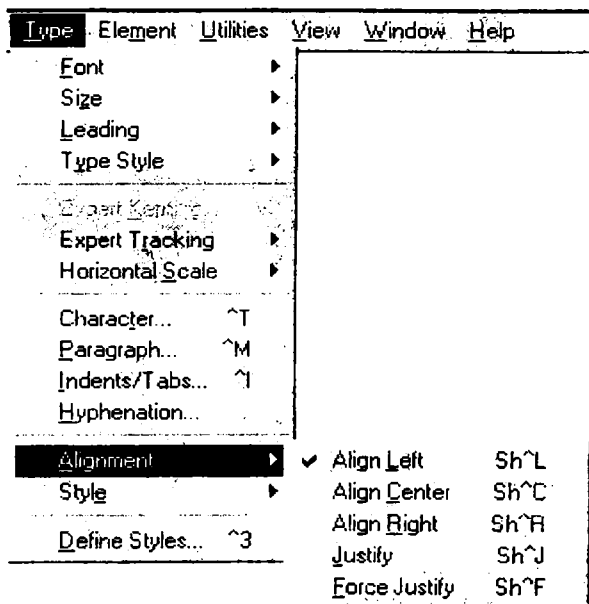 Type Element Utilities View Window Help
Font
Size
Leading
Type Style
Expert Kerning...
Expert Tracking
Horizontal Scale
Character... ^T
Paragraph... ^M
Indents/Tabs... ^I
Hyphenation...
Alignment
Style
Define Styles... ^3
✓ Align Left Sh^L
Align Center Sh^C
Align Right Sh^R
Justify Sh^J
Force Justify Sh^F